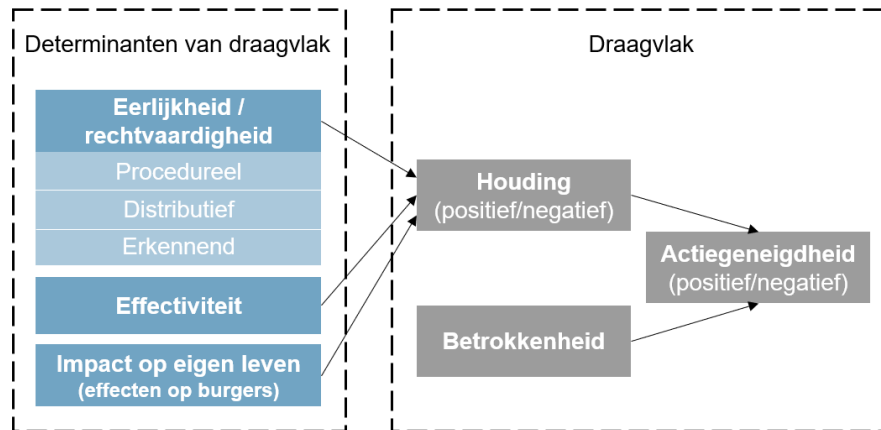 Determinanten van draagvlak
Eerlijkheid /
rechtvaardigheid
Procedureel
Distributief
Erkennend
Effectiviteit
Impact op eigen leven
(effecten op burgers)
Draagvlak
Houding
(positief/negatief)
Betrokkenheid
Actiegeneigdheid
(positief/negatief)